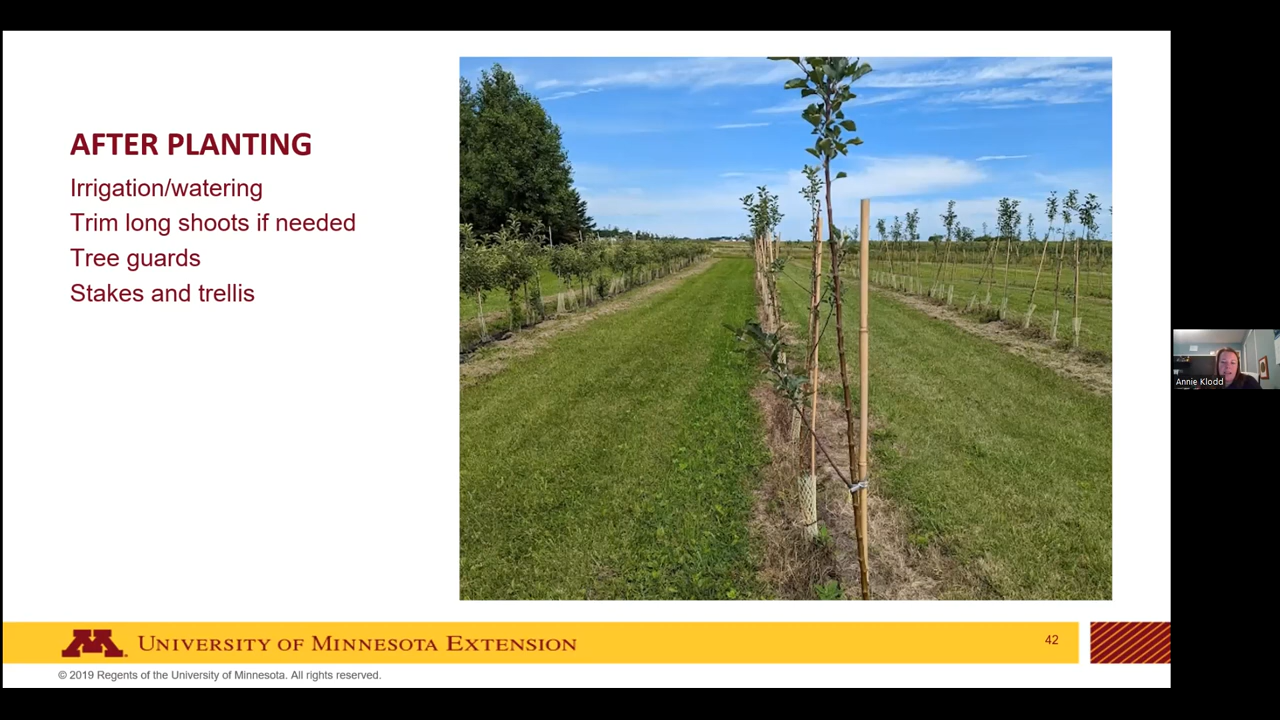 AFTER PLANTING
Irrigation/watering
Trim long shoots if needed
Tree guards
Stakes and trellis
Annie Klodd
M
UNIVERSITY OF MINNESOTA EXTENSION
42
© 2019 Regents of the University of Minnesota. All rights reserved.